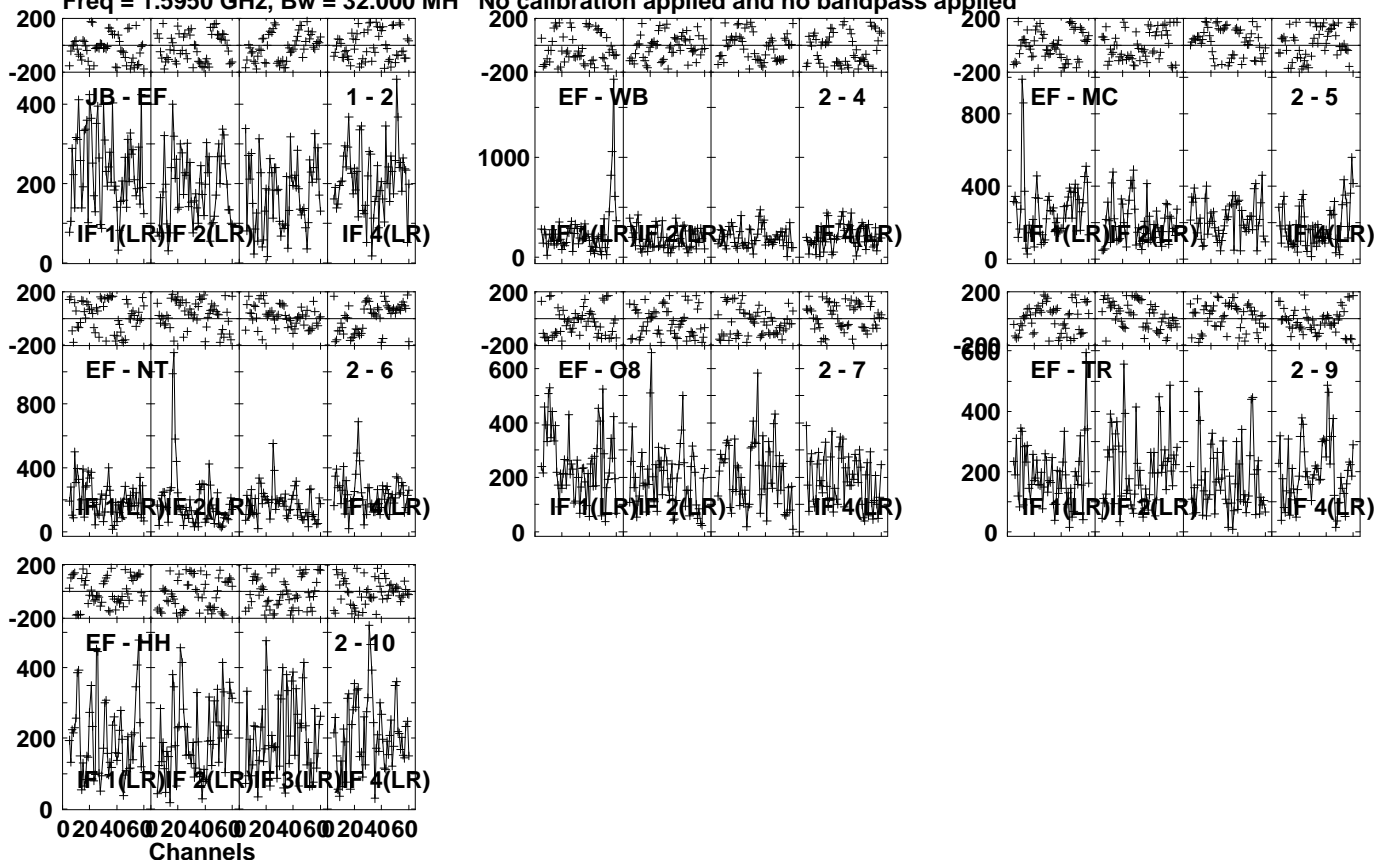 Freq = 1.5950 GHz, Bw = 32.000 MH No calibration applied and no bandpass applied
200
-200
JB - EF 1 - 2
400
200
0
IF 1(LR) IF 2(LR) IF 4(LR)
200
-200
EF - WB 2 - 4
1000
0
IF 1(LR) IF 2(LR) IF 4(LR)
200
-200
EF - MC 2 - 5
800
400
0
IF 1(LR) IF 2(LR) IF 4(LR)
200
-200
EF - NT 2 - 6
800
400
0
IF 1(LR) IF 2(LR) IF 4(LR)
200
-200
EF - O8 2 - 7
600
400
200
0
IF 1(LR) IF 2(LR) IF 4(LR)
200
-200
600
EF - TR 2 - 9
400
200
0
IF 1(LR) IF 2(LR) IF 4(LR)
200
-200
EF - HH 2 - 10
400
200
0
IF 1(LR) IF 2(LR) IF 3(LR) IF 4(LR)
0 20 40 60 0 20 40 60 0 20 40 60 0 20 40 60
Channels